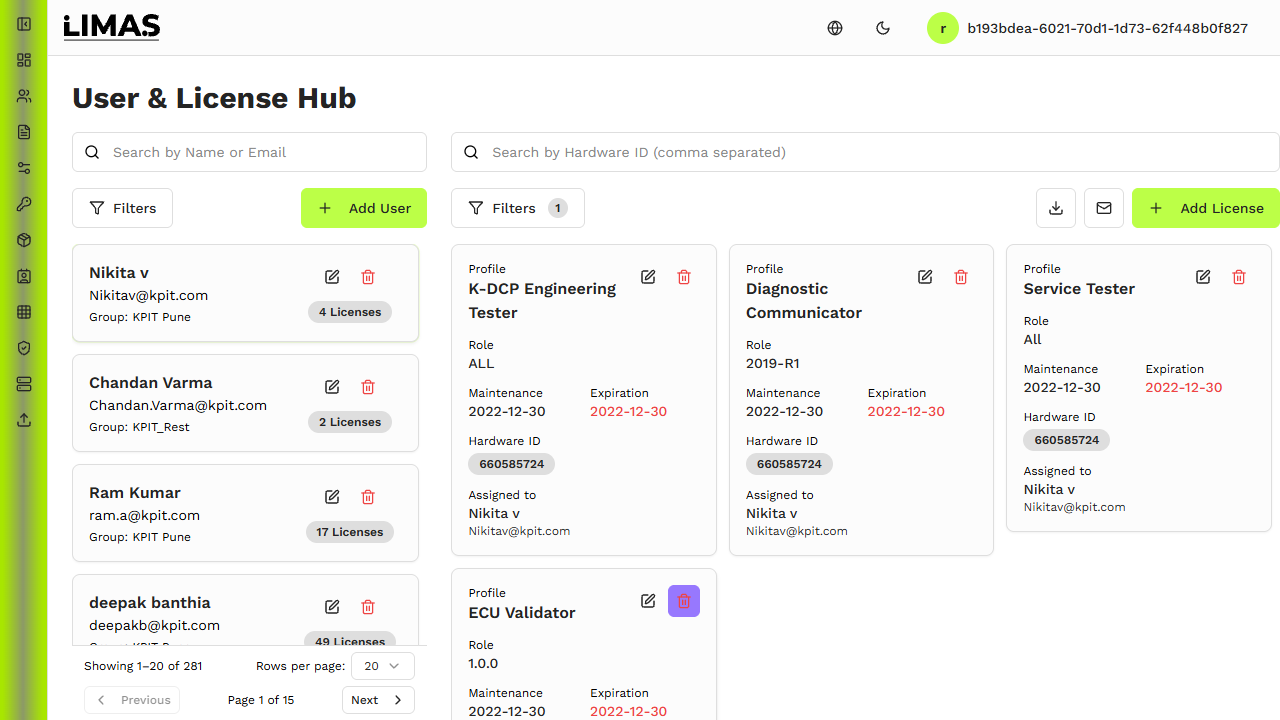 LIMAS
r
b193bdea-6021-70d1-1d73-62f448b0f827
User & License Hub
Search by Name or Email
Filters
Add User
Nikita v
Nikitav@kpit.com
Group: KPIT Pune
4 Licenses
Chandan Varma
Chandan.Varma@kpit.com
Group: KPIT_Rest
2 Licenses
Ram Kumar
ram.a@kpit.com
Group: KPIT Pune
17 Licenses
deepak banthia
deepakb@kpit.com
49 Licenses
Showing 1–20 of 281
Rows per page:
20
Previous
Page 1 of 15
Next
Search by Hardware ID (comma separated)
Filters
1
Add License
Profile
K-DCP Engineering
Tester
Role
ALL
Maintenance
2022-12-30
Expiration
2022-12-30
Hardware ID
660585724
Assigned to
Nikita v
Nikitav@kpit.com
Profile
Diagnostic
Communicator
Role
2019-R1
Maintenance
2022-12-30
Expiration
2022-12-30
Hardware ID
660585724
Assigned to
Nikita v
Nikitav@kpit.com
Profile
Service Tester
Role
All
Maintenance
2022-12-30
Expiration
2022-12-30
Hardware ID
660585724
Assigned to
Nikita v
Nikitav@kpit.com
Profile
ECU Validator
Role
1.0.0
Maintenance
2022-12-30
Expiration
2022-12-30